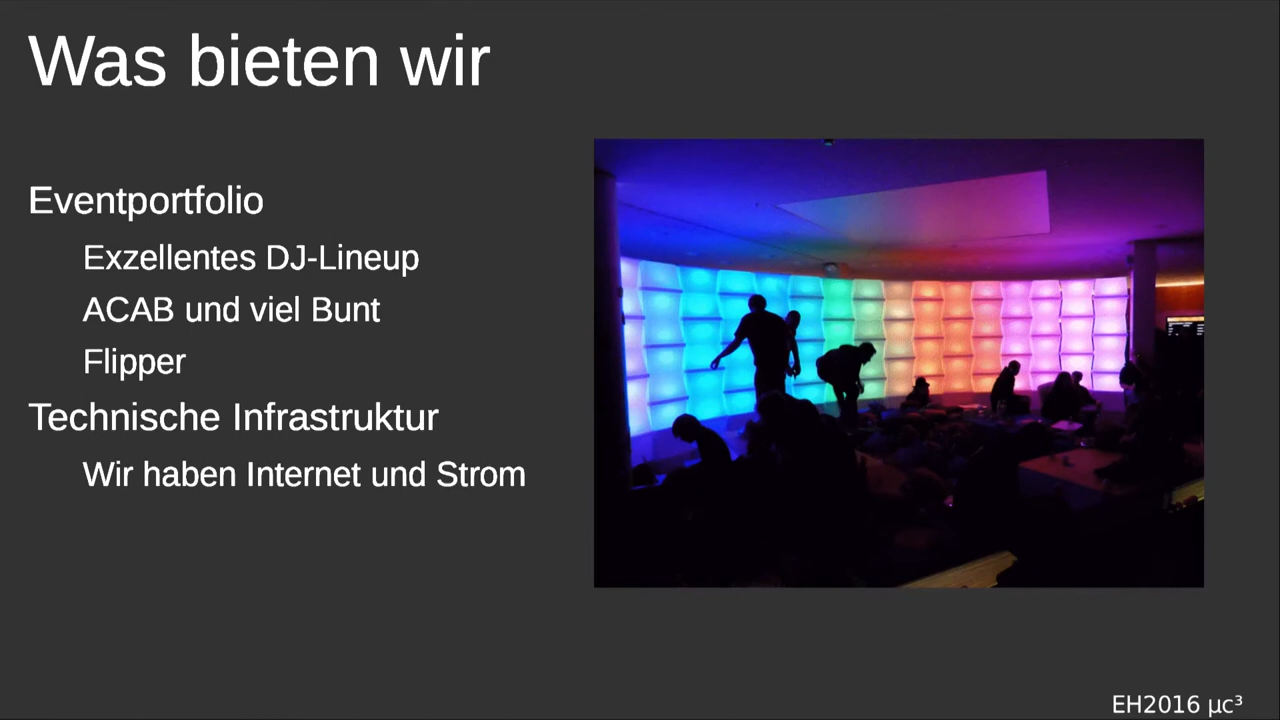 Was bieten wir
Eventportfolio
Exzellentes DJ-Lineup
ACAB und viel Bunt
Flipper
Technische Infrastruktur
Wir haben Internet und Strom
EH2016 µc³